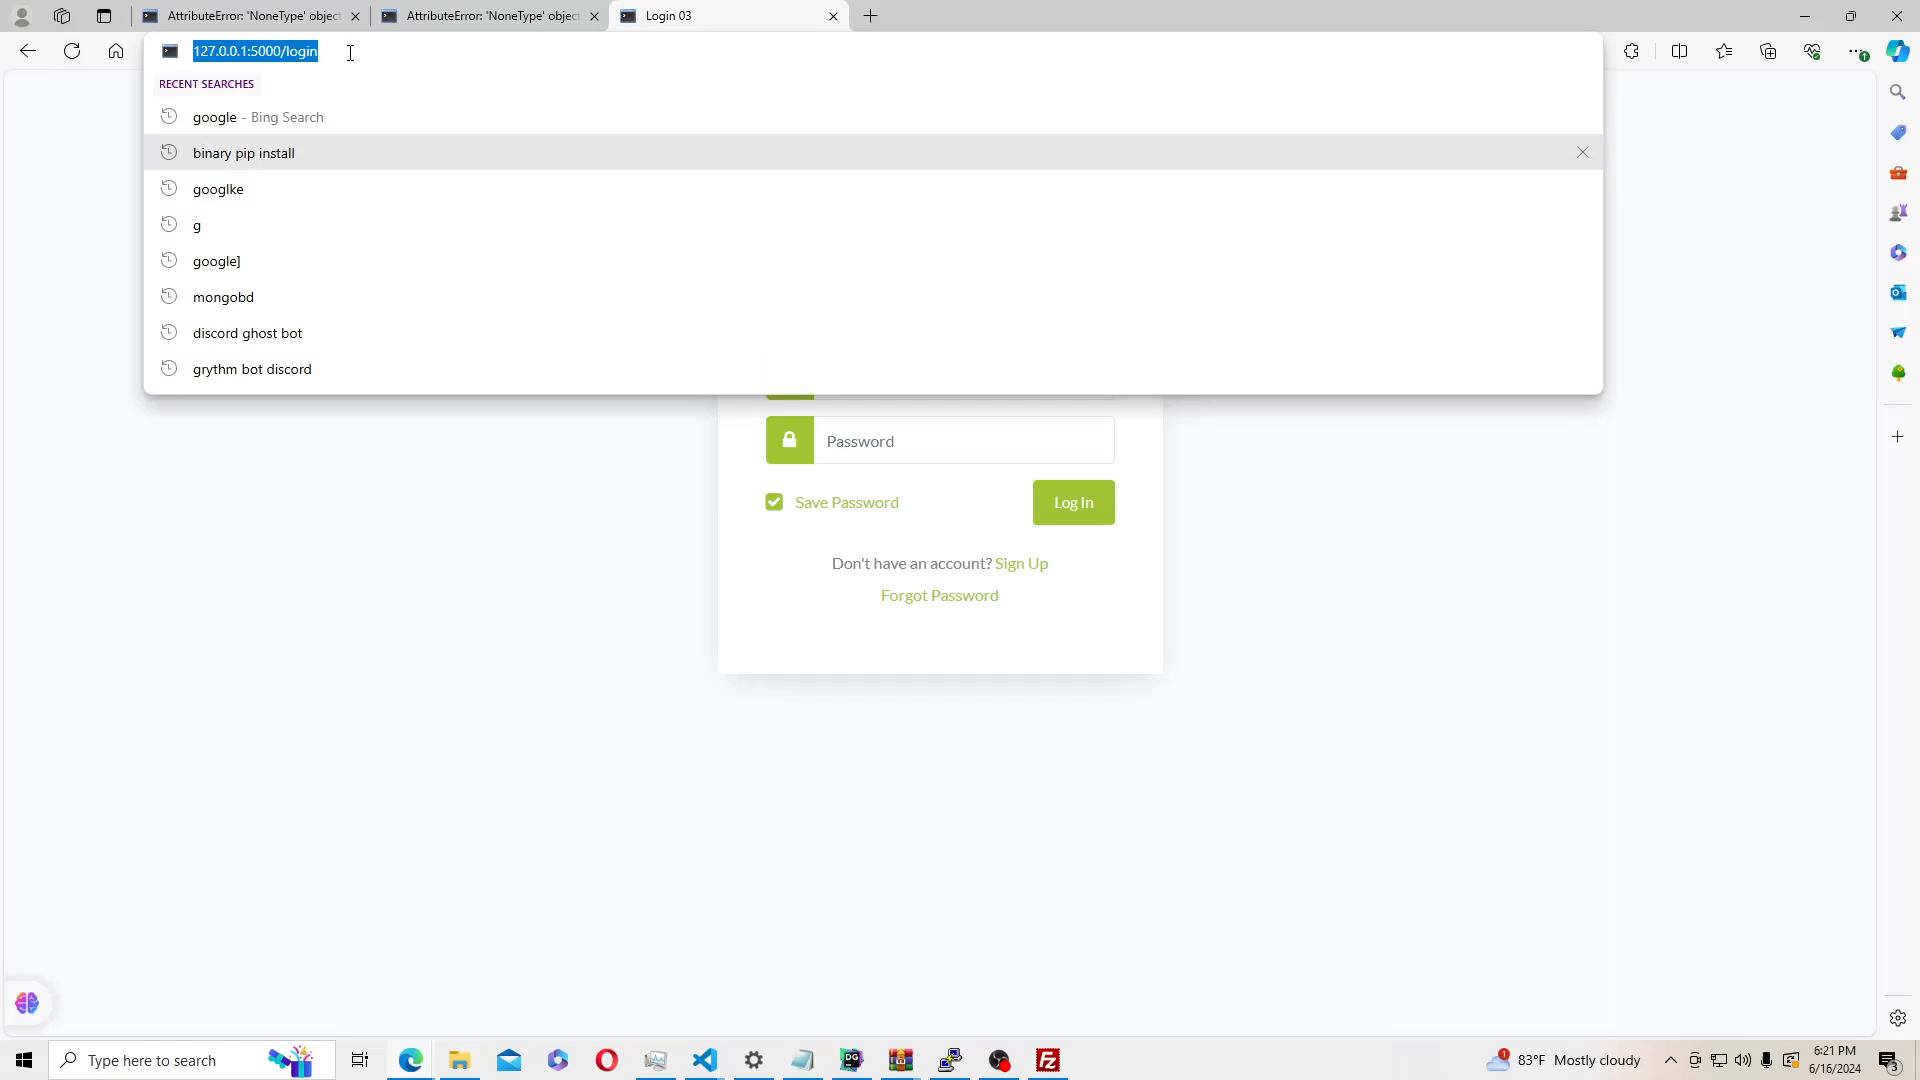 AttributeError: 'NoneType' object
AttributeError: 'NoneType' object
Login 03
127.0.0.1:5000/login
RECENT SEARCHES
google - Bing Search
binary pip install
googlke
g
google]
mongobd
discord ghost bot
grythm bot discord
Password
Save Password
Log In
Don't have an account? Sign Up
Forgot Password
Type here to search
DG
1
83°F Mostly cloudy
6:21 PM
6/16/2024
3